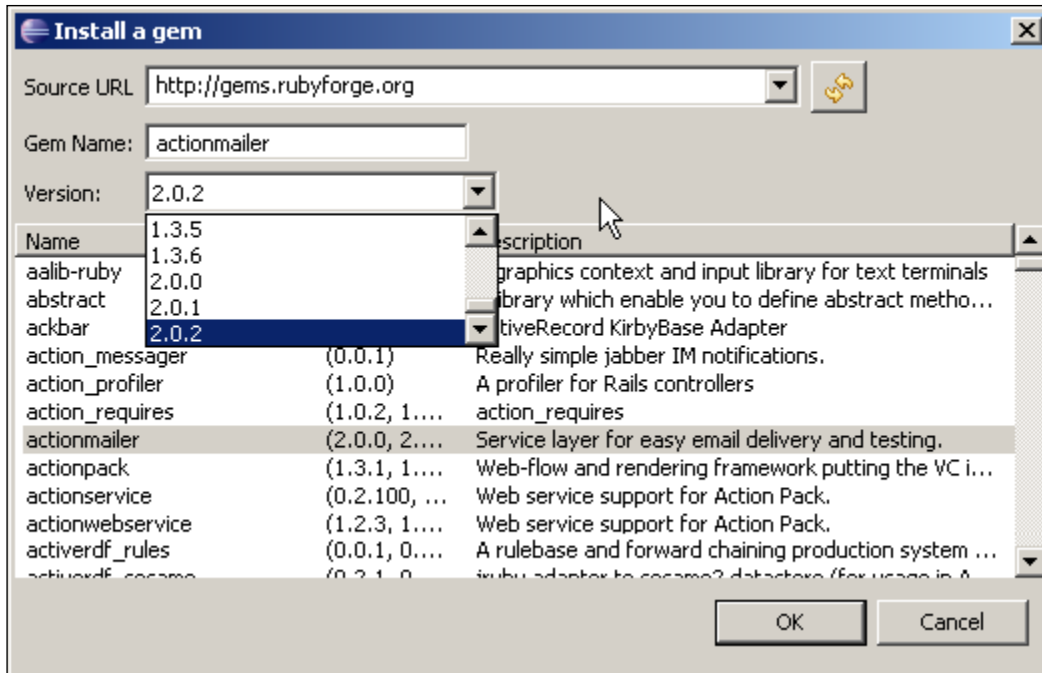 Install a gem
Source URL http://gems.rubyforge.org
Gem Name: actionmailer
Version: 2.0.2
1.3.5
1.3.6
2.0.0
2.0.1
2.0.2
Name escription
aalib-ruby graphics context and input library for text terminals
abstract ibrary which enable you to define abstract metho...
ackbar tiveRecord KirbyBase Adapter
action_messager (0.0.1) Really simple jabber IM notifications.
action_profiler (1.0.0) A profiler for Rails controllers
action_requires (1.0.2, 1.... action_requires
actionmailer (2.0.0, 2.... Service layer for easy email delivery and testing.
actionpack (1.3.1, 1.... Web-flow and rendering framework putting the VC i...
actionservice (0.2.100, ... Web service support for Action Pack.
actionwebservice (1.2.3, 1.... Web service support for Action Pack.
activerdf_rules (0.0.1, 0.... A rulebase and forward chaining production system ...
OK Cancel